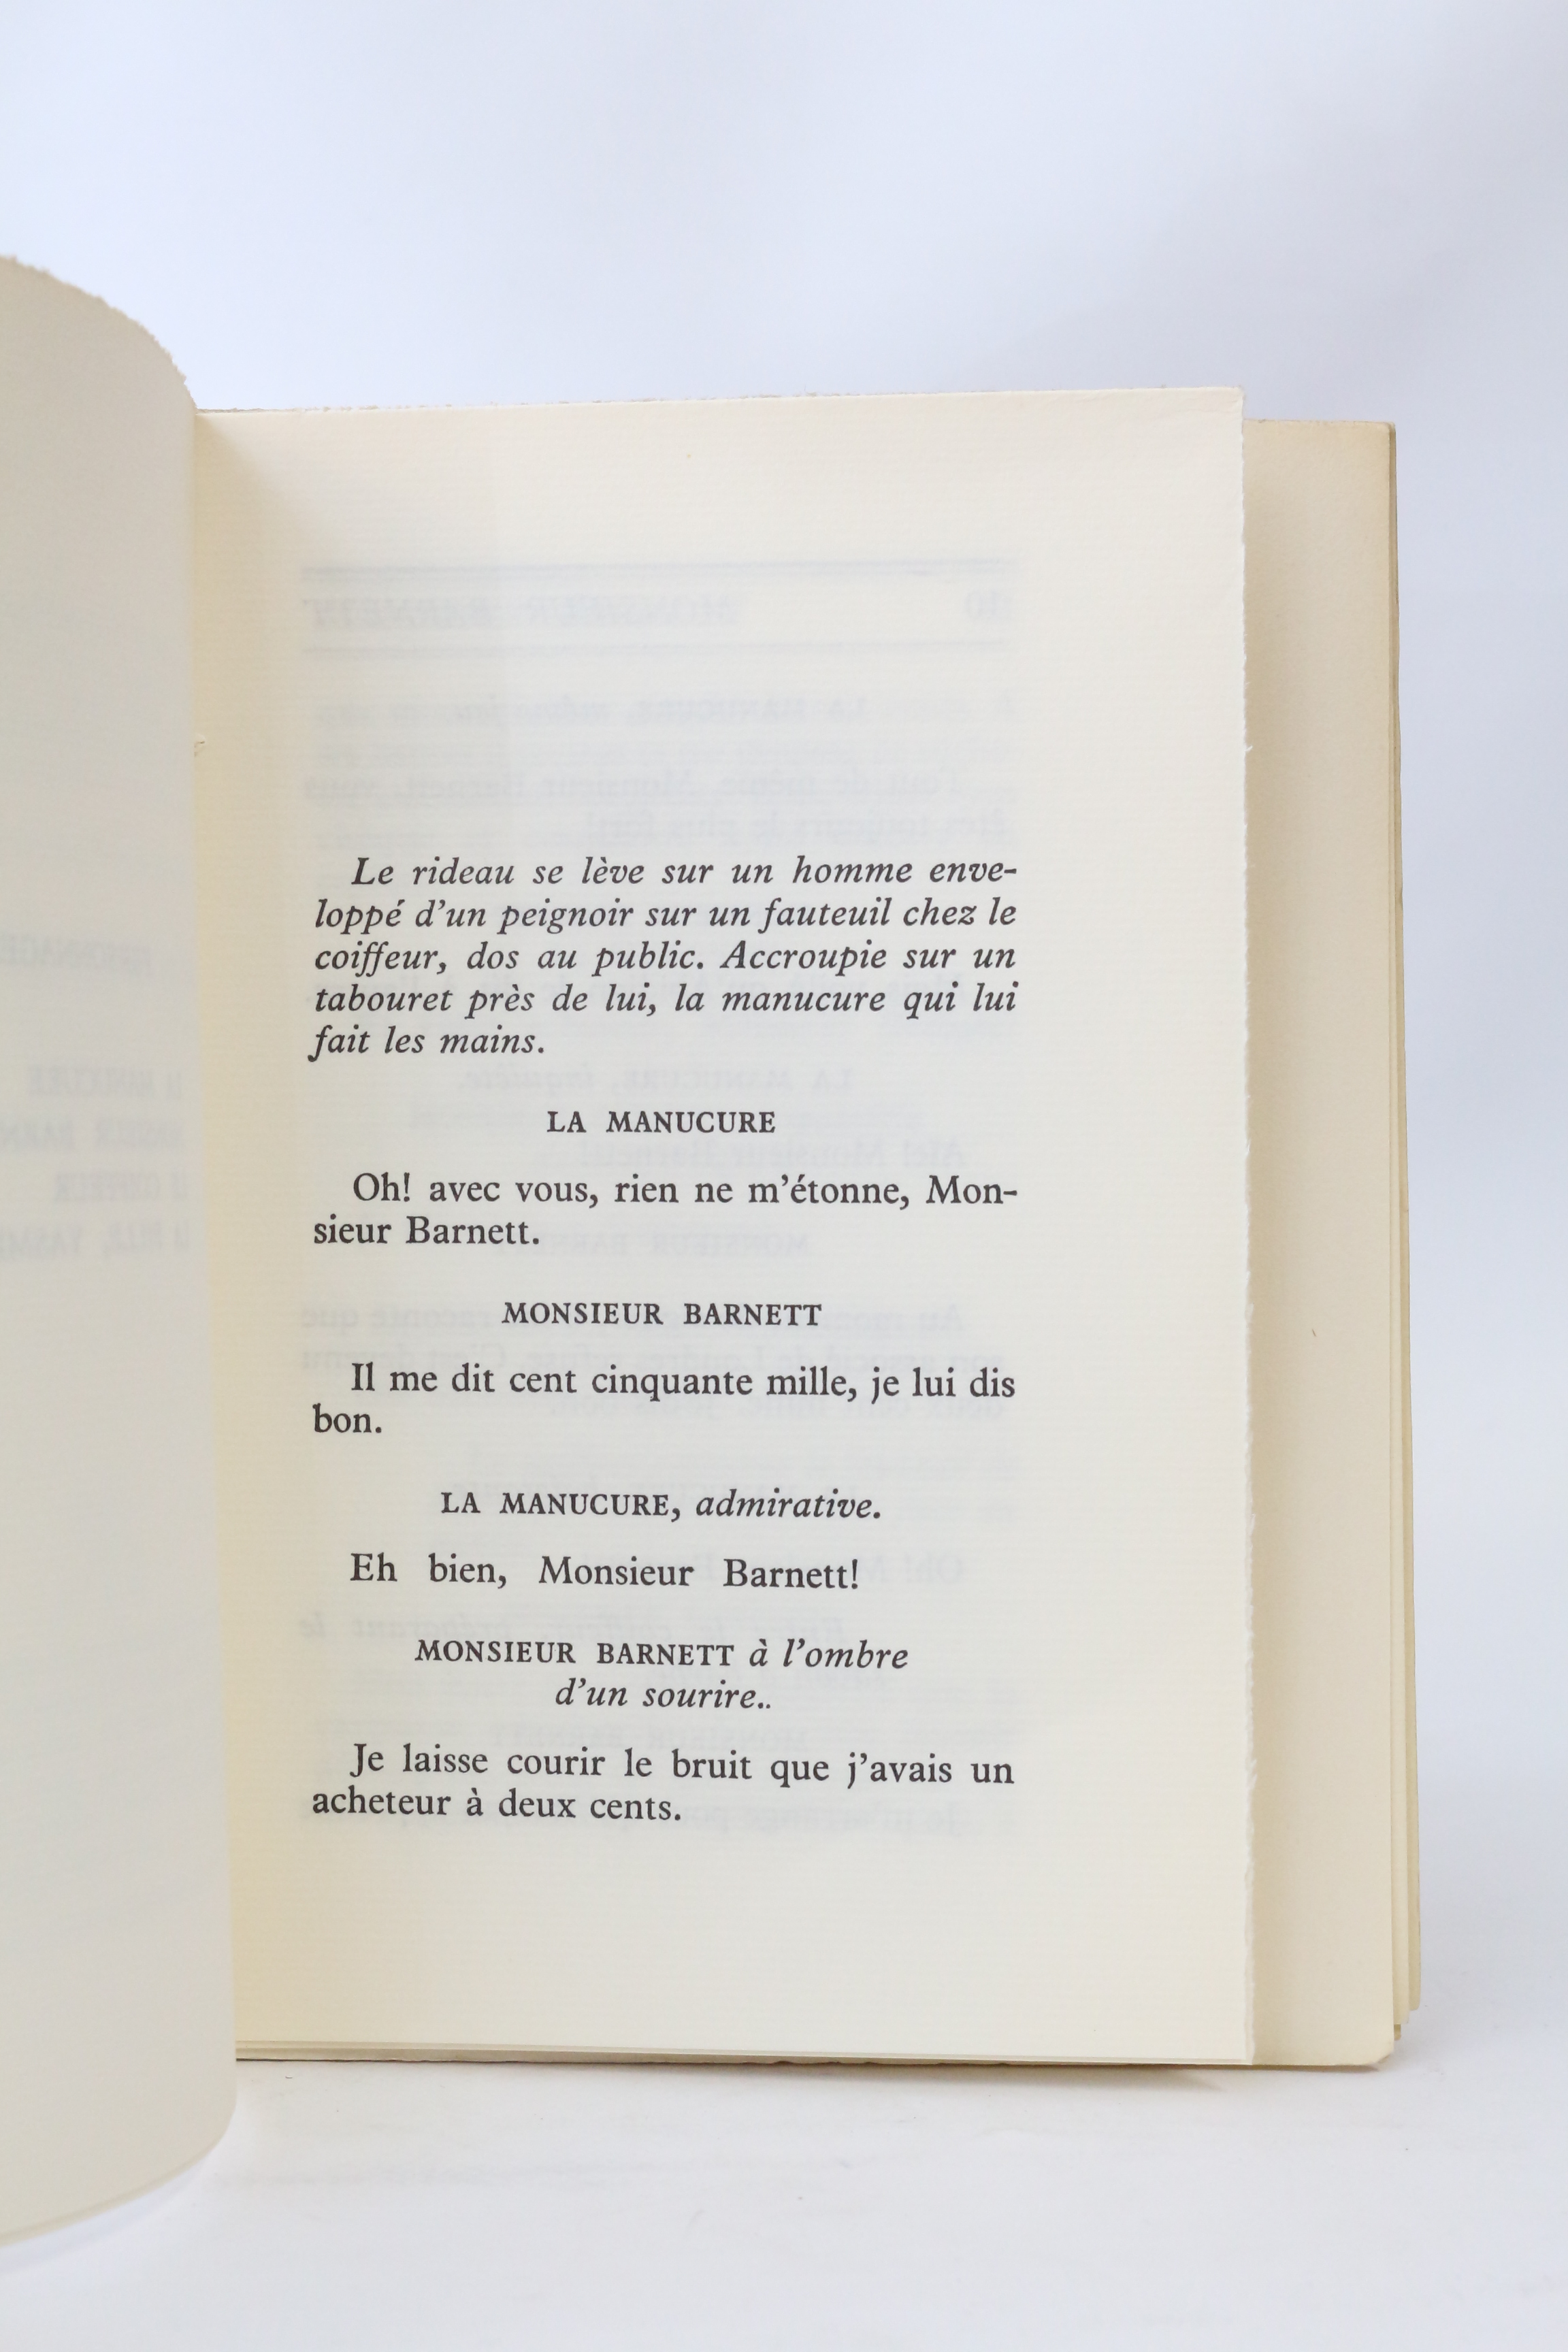 Le rideau se lève sur un homme enve-
loppé d'un peignoir sur un fauteuil chez le
coiffeur, dos au public. Accroupie sur un
tabouret près de lui, la manucure qui lui
fait les mains.
LA MANUCURE
Oh! avec vous, rien ne m'étonne, Mon-
sieur Barnett.
MONSIEUR BARNETT
Il me dit cent cinquante mille, je lui dis
bon.
LA MANUCURE, admirative.
Eh bien, Monsieur Barnett!
MONSIEUR BARNETT à l'ombre
d'un sourire..
Je laisse courir le bruit que j'avais un
acheteur à deux cents.